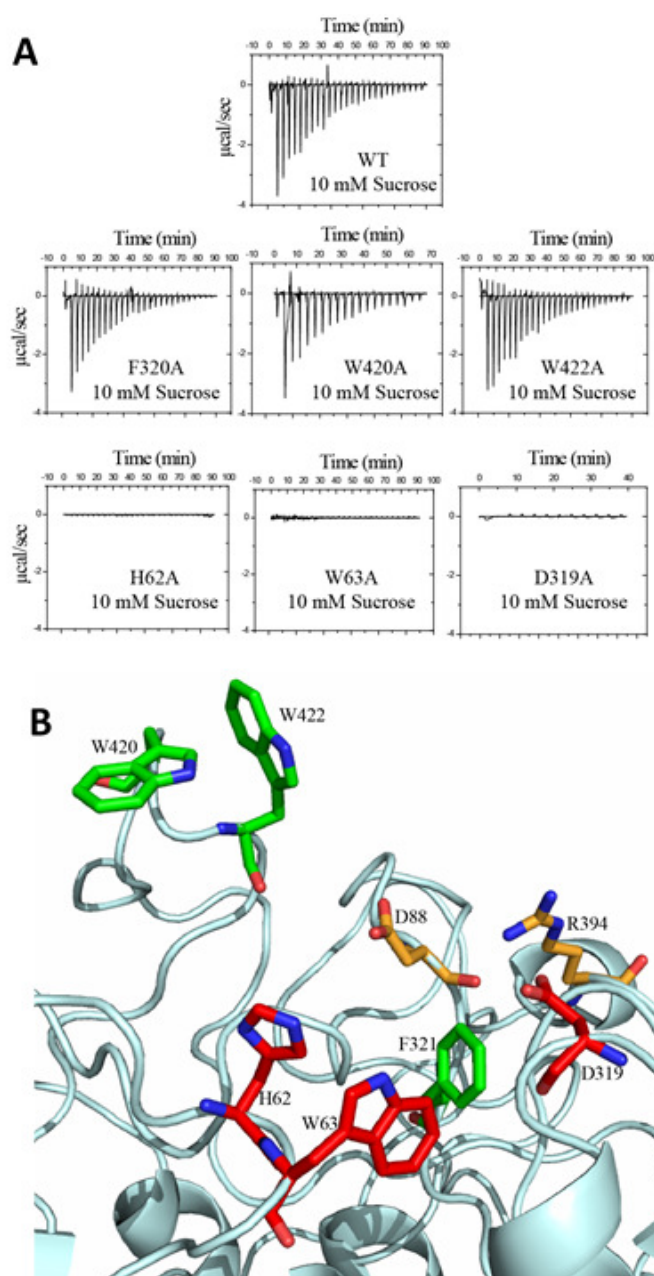 A
Time (min)
-10 0 10 20 30 40 50 60 70 80 90 100
µcal/sec
0
-2
-4
WT
10 mM Sucrose
Time (min) Time (min) Time (min)
-10 0 10 20 30 40 50 60 70 80 90 100 -10 0 10 20 30 40 50 60 70 -10 0 10 20 30 40 50 60 70 80 90 100
µcal/sec
0 0 0
-2 -2 -2
-4 -4 -4
F320A W420A W422A
10 mM Sucrose 10 mM Sucrose 10 mM Sucrose
Time (min) Time (min) Time (min)
-10 0 10 20 30 40 50 60 70 80 90 100 -10 0 10 20 30 40 50 60 70 80 90 100 0 10 20 30 40
µcal/sec
0 0 0
-2 -2 -2
-4 -4 -4
H62A W63A D319A
10 mM Sucrose 10 mM Sucrose 10 mM Sucrose
B
W422
W420
D88
R394
F321
D319
H62
W63